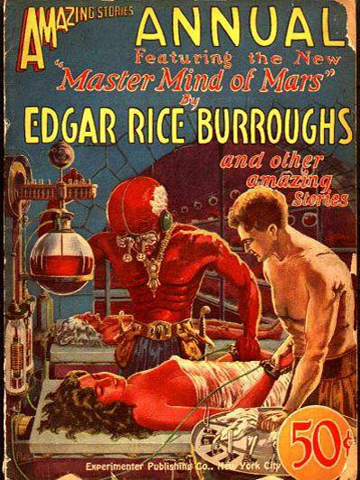 AMAZING STORIES
ANNUAL
Featuring the New
"Master Mind of Mars"
By
EDGAR RICE BURROUGHS
and other
amazing
Stories
50¢
Experimenter Publishing Co., New York City